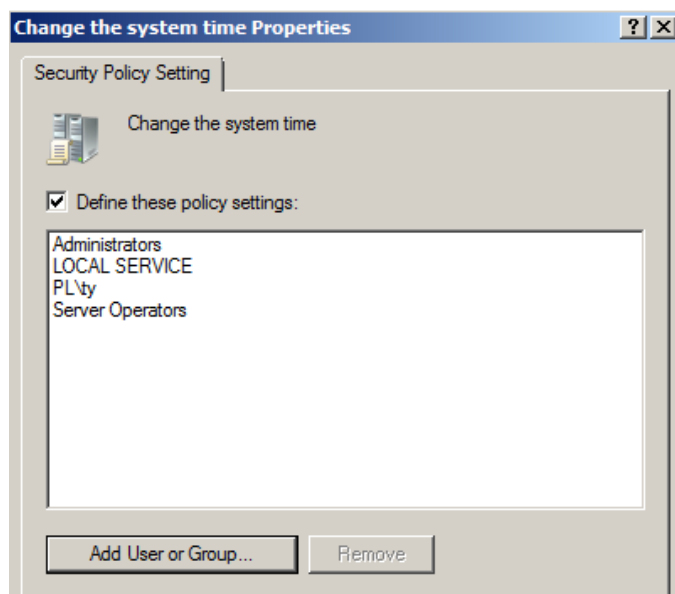 Change the system time Properties
Security Policy Setting
Change the system time
Define these policy settings:
Administrators
LOCAL SERVICE
PL\ty
Server Operators
Add User or Group...
Remove